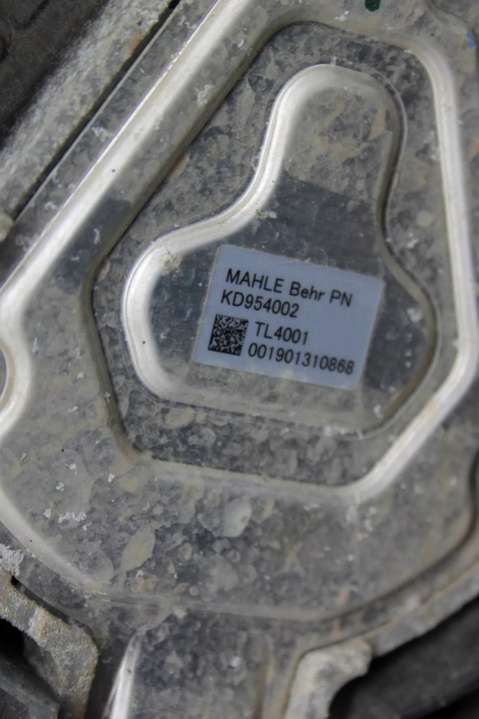 MAHLE Behr PN
KD954002
TL4001
001901310868